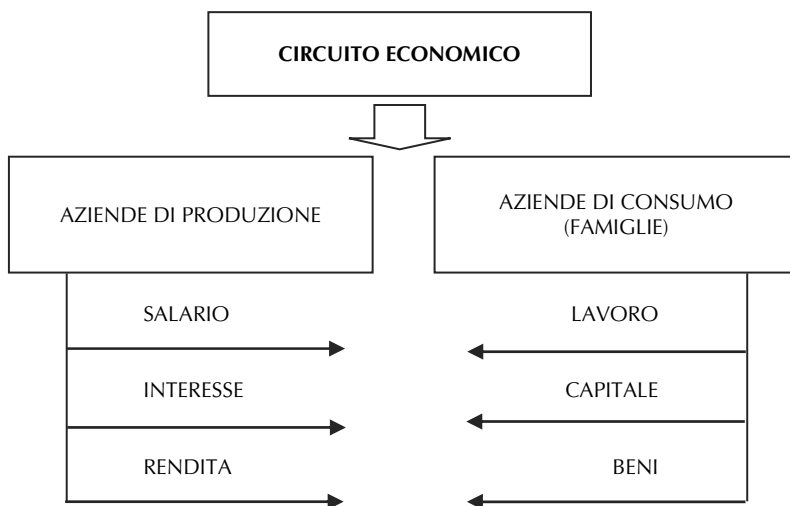 CIRCUITO ECONOMICO
AZIENDE DI PRODUZIONE
AZIENDE DI CONSUMO
(FAMIGLIE)
SALARIO
LAVORO
INTERESSE
CAPITALE
RENDITA
BENI